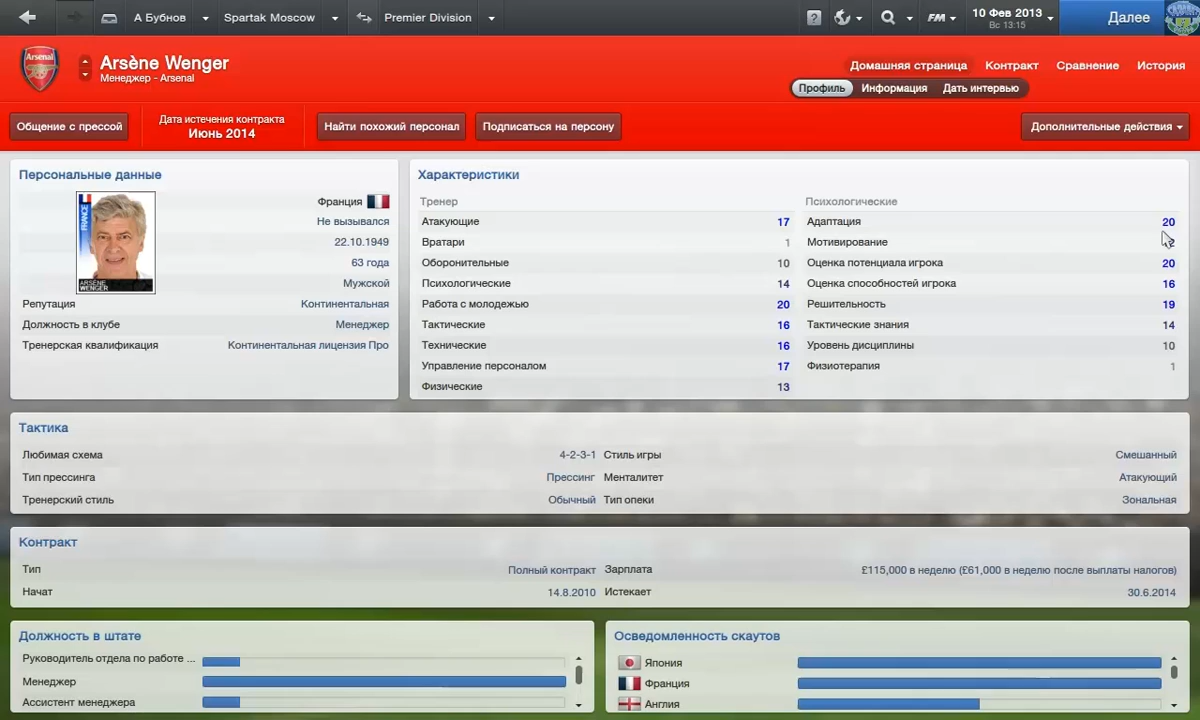 А Бубнов
Spartak Moscow
Premier Division
?
FM
10 Фев 2013
Вс 13:15
Далее
Arsenal
Arsène Wenger
Менеджер - Arsenal
Домашняя страница
Контракт
Сравнение
История
Профиль
Информация
Дать интервью
Общение с прессой
Дата истечения контракта
Июнь 2014
Найти похожий персонал
Подписаться на персону
Дополнительные действия
Персональные данные
FRANCE
ARSÈNE
WENGER
Франция
Не вызывался
22.10.1949
63 года
Мужской
Репутация Континентальная
Должность в клубе Менеджер
Тренерская квалификация Континентальная лицензия Про
Характеристики
Тренер
Атакующие 17
Вратари 1
Оборонительные 10
Психологические 14
Работа с молодежью 20
Тактические 16
Технические 16
Управление персоналом 17
Физические 13
Психологические
Адаптация 20
Мотивирование
Оценка потенциала игрока 20
Оценка способностей игрока 16
Решительность 19
Тактические знания 14
Уровень дисциплины 10
Физиотерапия 1
Тактика
Любимая схема 4-2-3-1 Стиль игры Смешанный
Тип прессинга Прессинг Менталитет Атакующий
Тренерский стиль Обычный Тип опеки Зональная
Контракт
Тип Полный контракт Зарплата £115,000 в неделю (£61,000 в неделю после выплаты налогов)
Начат 14.8.2010 Истекает 30.6.2014
Должность в штате
Руководитель отдела по работе ...
Менеджер
Ассистент менеджера
Осведомленность скаутов
Япония
Франция
Англия